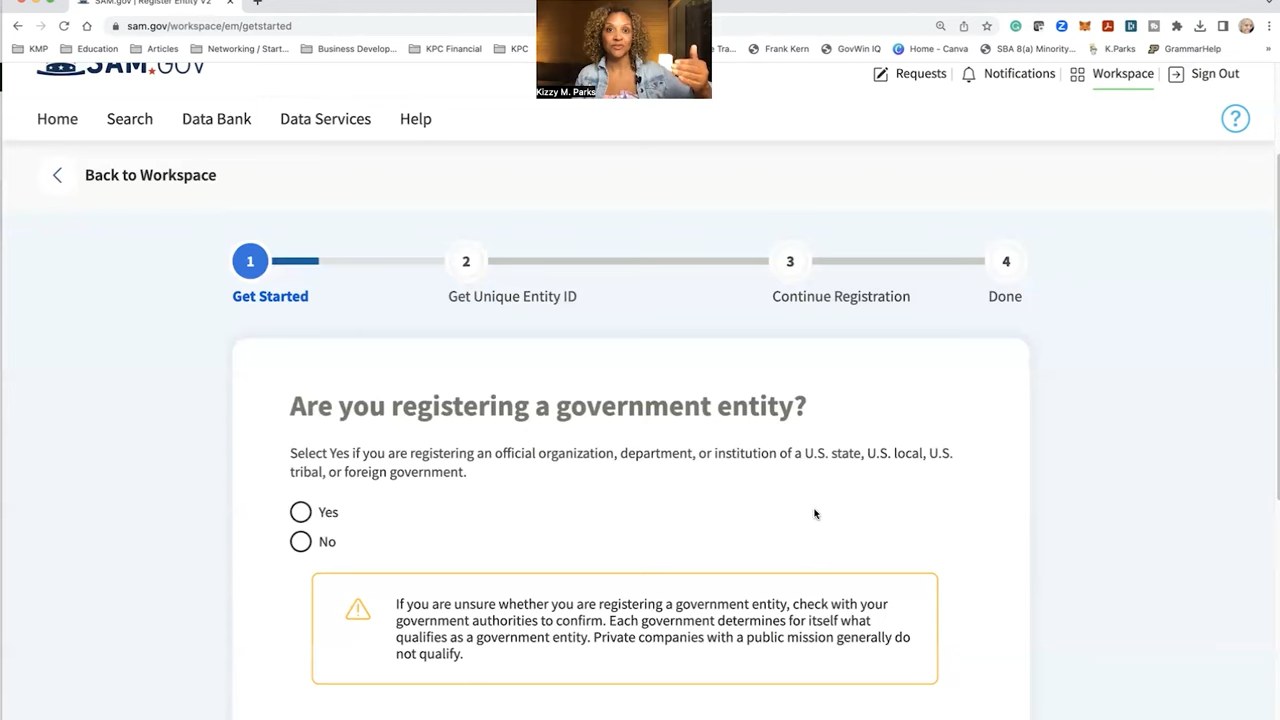 SAM.gov | Register Entity V2
sam.gov/workspace/em/getstarted
KMP
Education
Articles
Networking / Start...
Business Develop...
KPC Financial
KPC
Tra...
Frank Kern
GovWin IQ
Home - Canva
SBA 8(a) Minority...
K.Parks
GrammarHelp
Kizzy M. Parks
SAM.GOV
Requests
Notifications
Workspace
Sign Out
Home
Search
Data Bank
Data Services
Help
?
Back to Workspace
1
2
3
4
Get Started
Get Unique Entity ID
Continue Registration
Done
Are you registering a government entity?
Select Yes if you are registering an official organization, department, or institution of a U.S. state, U.S. local, U.S.
tribal, or foreign government.
Yes
No
If you are unsure whether you are registering a government entity, check with your
government authorities to confirm. Each government determines for itself what
qualifies as a government entity. Private companies with a public mission generally do
not qualify.